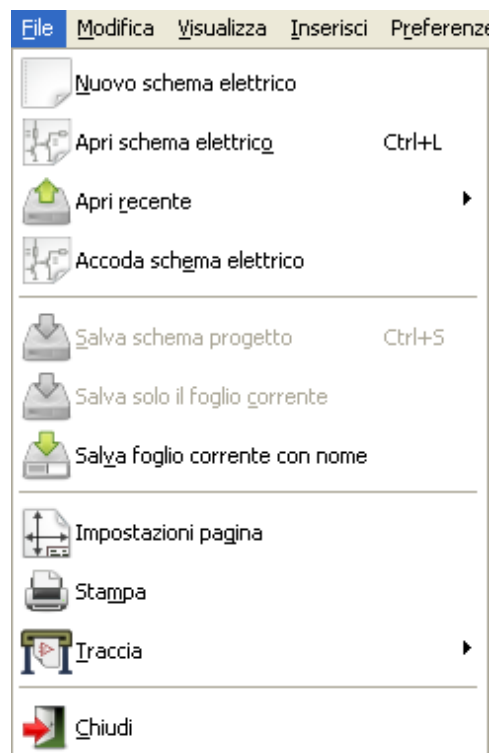 File Modifica Visualizza Inserisci Preferenze
Nuovo schema elettrico
Apri schema elettrico Ctrl+L
Apri recente
Accoda schema elettrico
Salva schema progetto Ctrl+S
Salva solo il foglio corrente
Salva foglio corrente con nome
Impostazioni pagina
Stampa
Traccia
Chiudi